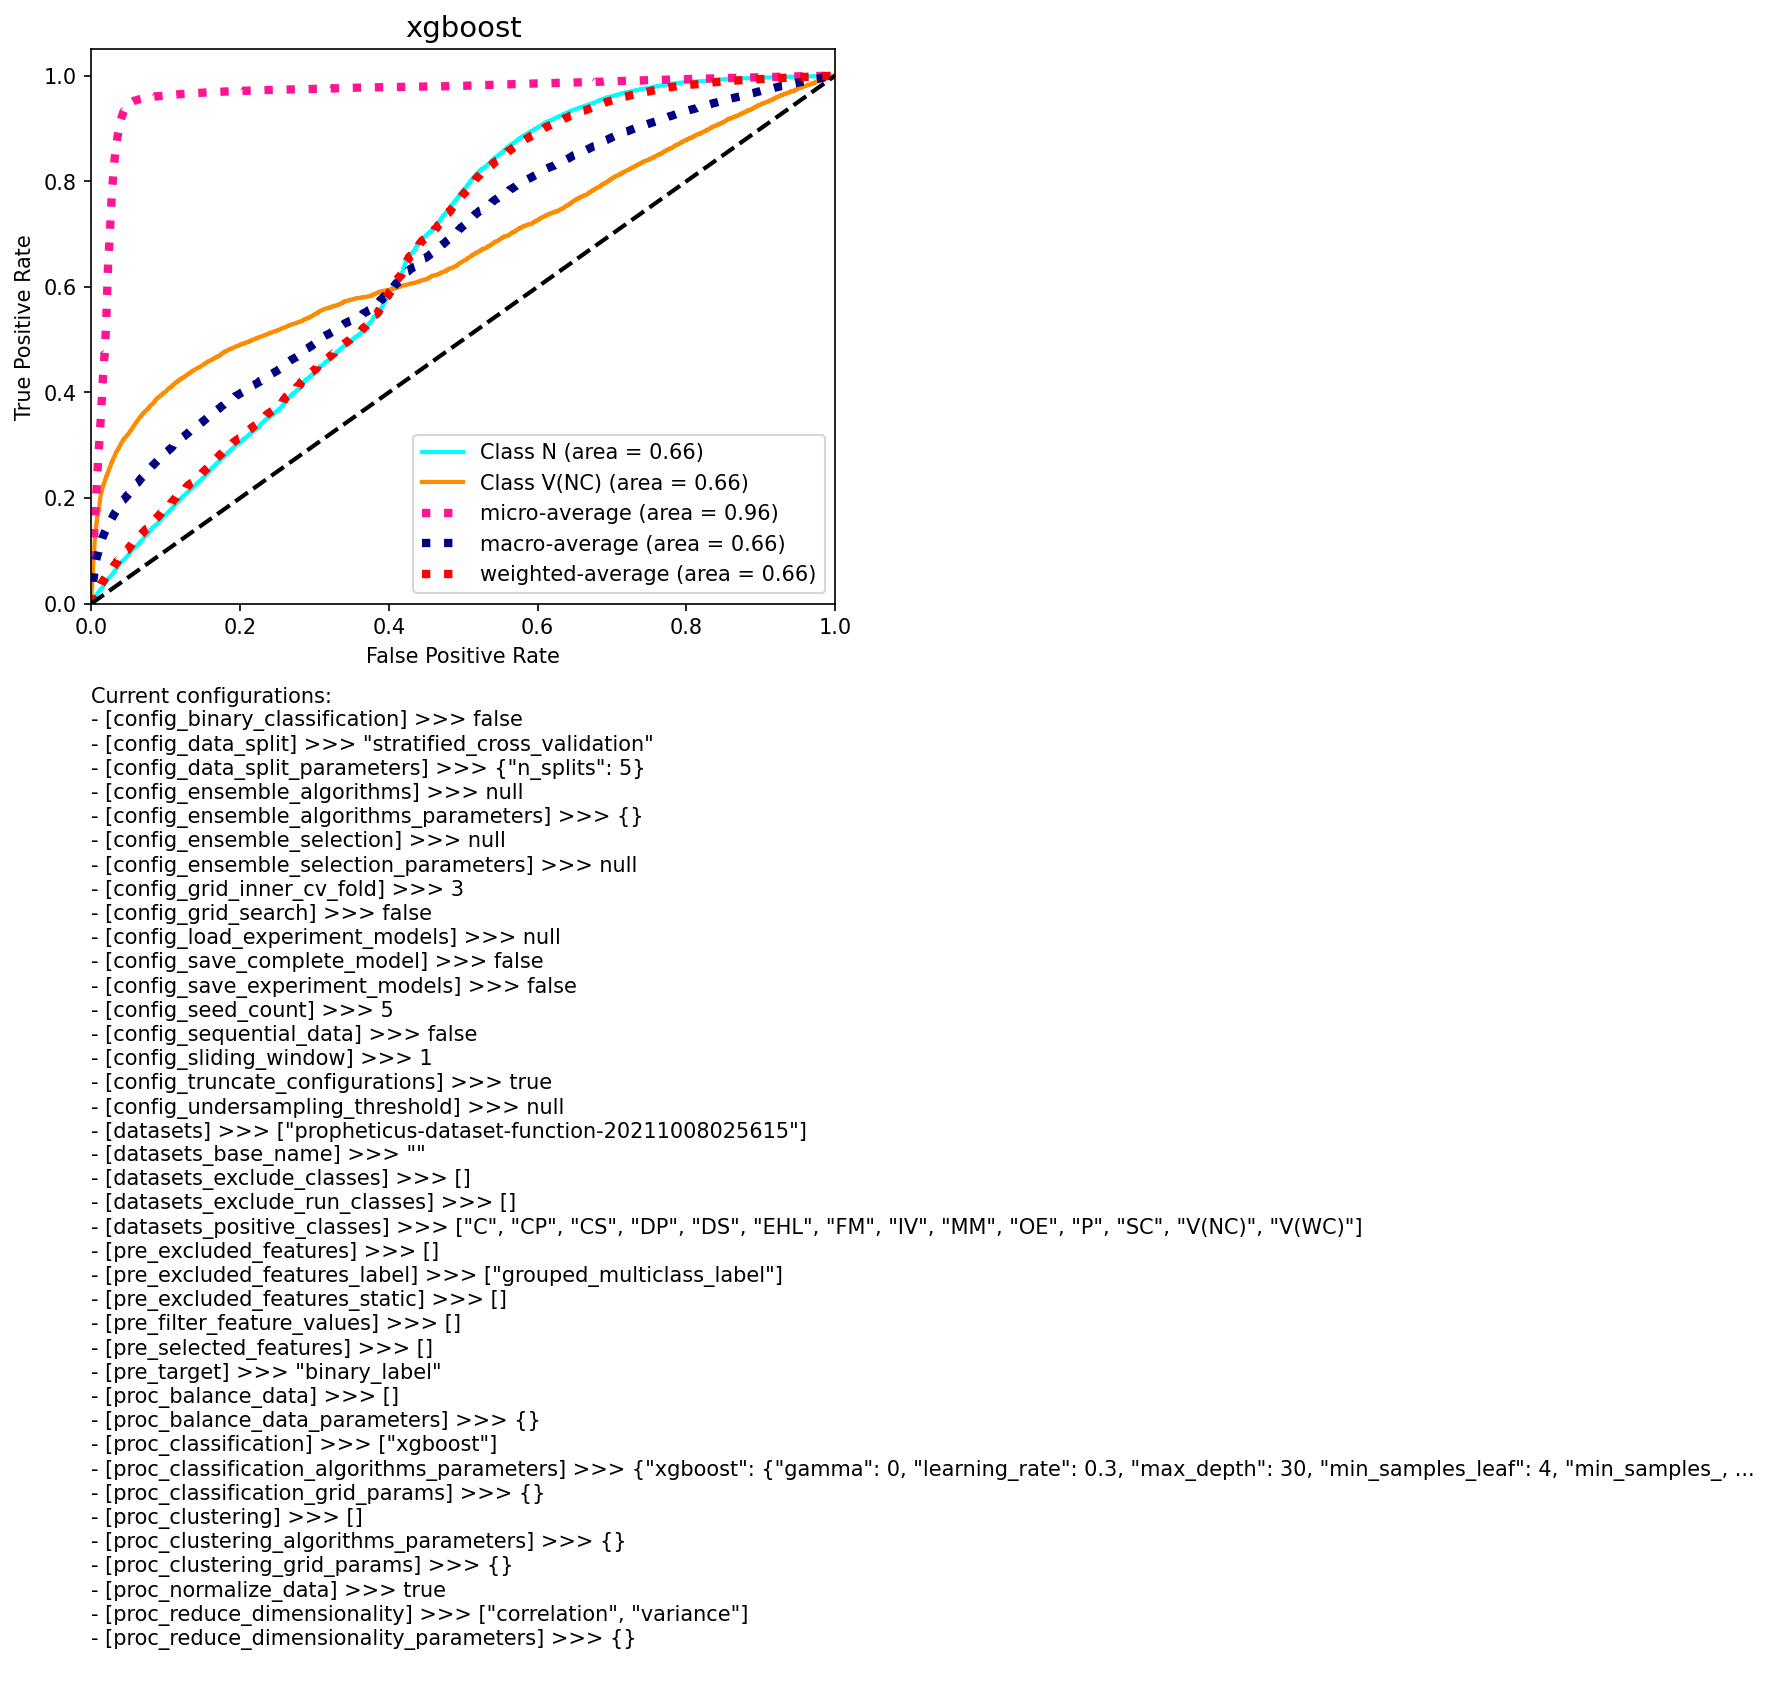 xgboost
1.0
0.8
0.6
0.4
0.2
0.0
True Positive Rate
Class N (area = 0.66)
Class V(NC) (area = 0.66)
micro-average (area = 0.96)
macro-average (area = 0.66)
weighted-average (area = 0.66)
0.0 0.2 0.4 0.6 0.8 1.0
False Positive Rate
Current configurations:
- [config_binary_classification] >>> false
- [config_data_split] >>> "stratified_cross_validation"
- [config_data_split_parameters] >>> {"n_splits": 5}
- [config_ensemble_algorithms] >>> null
- [config_ensemble_algorithms_parameters] >>> {}
- [config_ensemble_selection] >>> null
- [config_ensemble_selection_parameters] >>> null
- [config_grid_inner_cv_fold] >>> 3
- [config_grid_search] >>> false
- [config_load_experiment_models] >>> null
- [config_save_complete_model] >>> false
- [config_save_experiment_models] >>> false
- [config_seed_count] >>> 5
- [config_sequential_data] >>> false
- [config_sliding_window] >>> 1
- [config_truncate_configurations] >>> true
- [config_undersampling_threshold] >>> null
- [datasets] >>> ["propheticus-dataset-function-20211008025615"]
- [datasets_base_name] >>> ""
- [datasets_exclude_classes] >>> []
- [datasets_exclude_run_classes] >>> []
- [datasets_positive_classes] >>> ["C", "CP", "CS", "DP", "DS", "EHL", "FM", "IV", "MM", "OE", "P", "SC", "V(NC)", "V(WC)"]
- [pre_excluded_features] >>> []
- [pre_excluded_features_label] >>> ["grouped_multiclass_label"]
- [pre_excluded_features_static] >>> []
- [pre_filter_feature_values] >>> []
- [pre_selected_features] >>> []
- [pre_target] >>> "binary_label"
- [proc_balance_data] >>> []
- [proc_balance_data_parameters] >>> {}
- [proc_classification] >>> ["xgboost"]
- [proc_classification_algorithms_parameters] >>> {"xgboost": {"gamma": 0, "learning_rate": 0.3, "max_depth": 30, "min_samples_leaf": 4, "min_samples_, ...
- [proc_classification_grid_params] >>> {}
- [proc_clustering] >>> []
- [proc_clustering_algorithms_parameters] >>> {}
- [proc_clustering_grid_params] >>> {}
- [proc_normalize_data] >>> true
- [proc_reduce_dimensionality] >>> ["correlation", "variance"]
- [proc_reduce_dimensionality_parameters] >>> {}